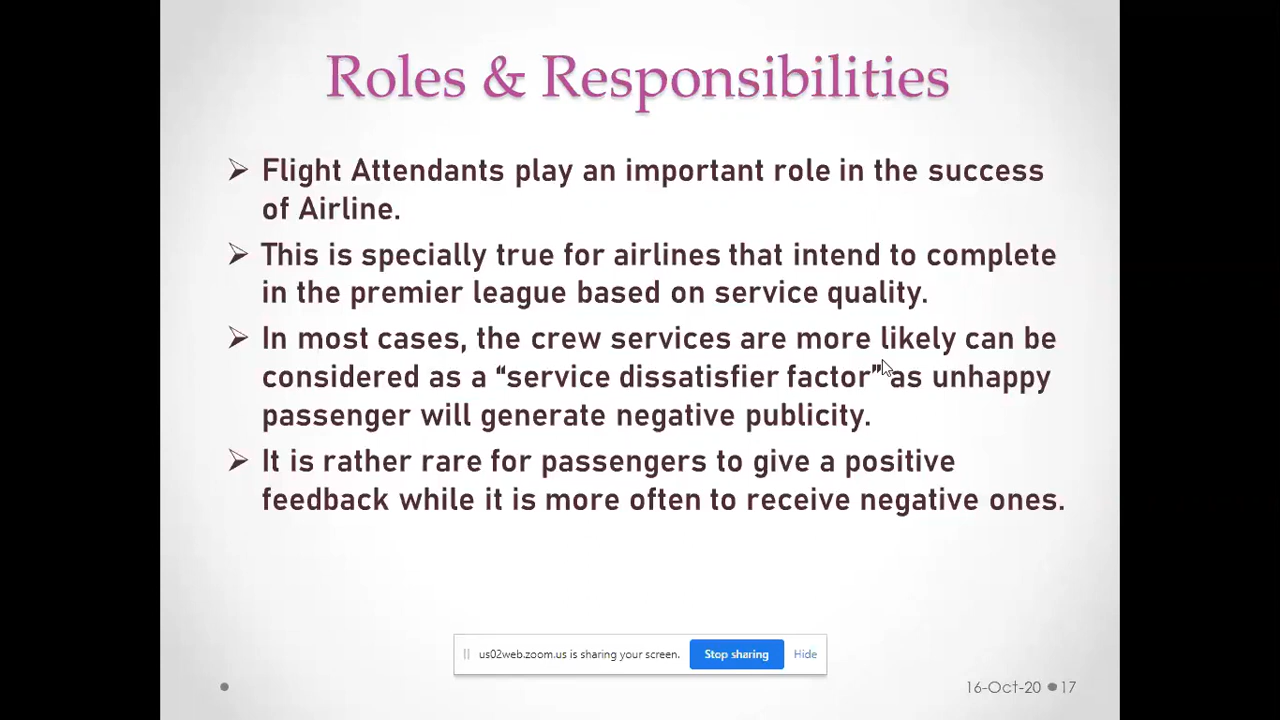 Roles & Responsibilities
Flight Attendants play an important role in the success
of Airline.
This is specially true for airlines that intend to complete
in the premier league based on service quality.
In most cases, the crew services are more likely can be
considered as a “service dissatisfier factor” as unhappy
passenger will generate negative publicity.
It is rather rare for passengers to give a positive
feedback while it is more often to receive negative ones.
us02web.zoom.us is sharing your screen. Stop sharing Hide
16-Oct-20 17